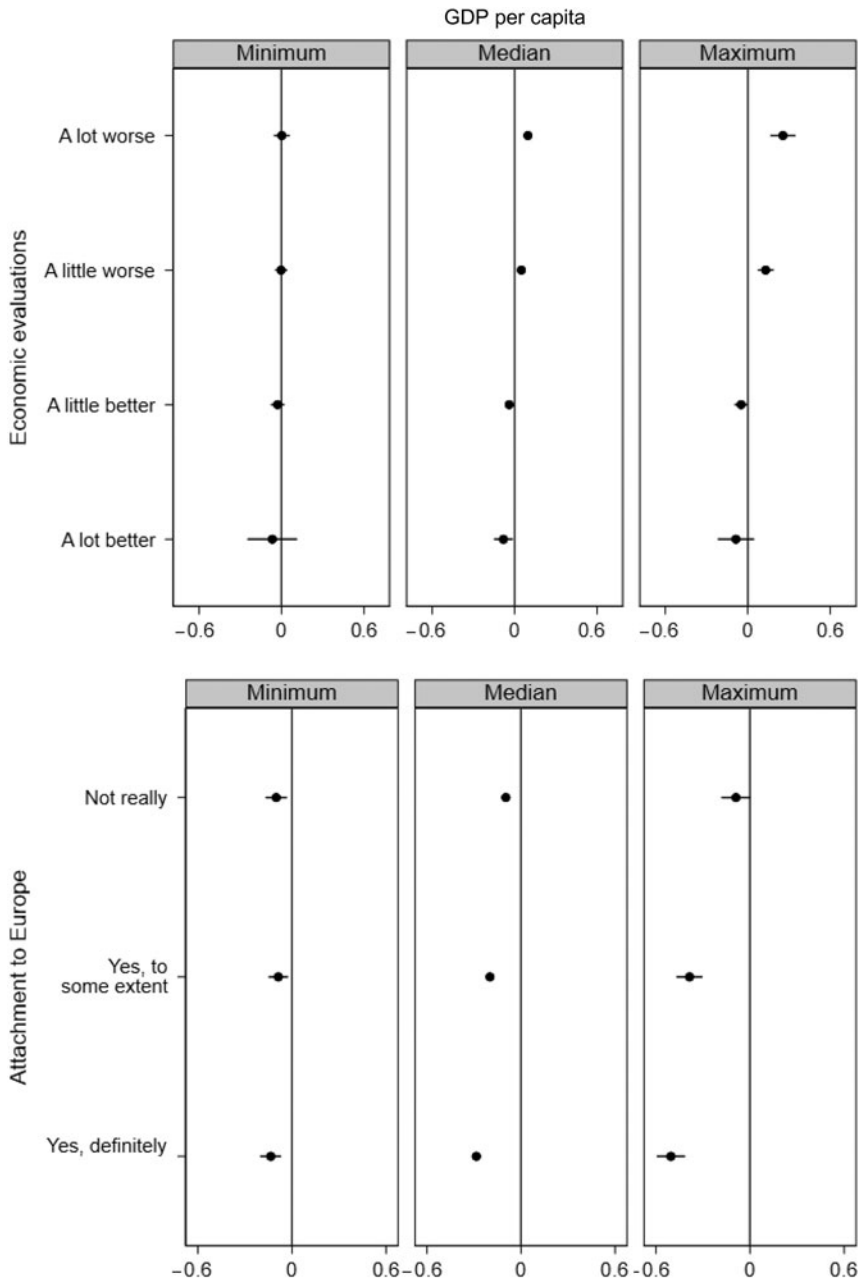 GDP per capita
Minimum
Median
Maximum
Economic evaluations
A lot worse
A little worse
A little better
A lot better
−0.6
0
0.6
−0.6
0
0.6
−0.6
0
0.6
Minimum
Median
Maximum
Attachment to Europe
Not really
Yes, to
some extent
Yes, definitely
−0.6
0
0.6
−0.6
0
0.6
−0.6
0
0.6